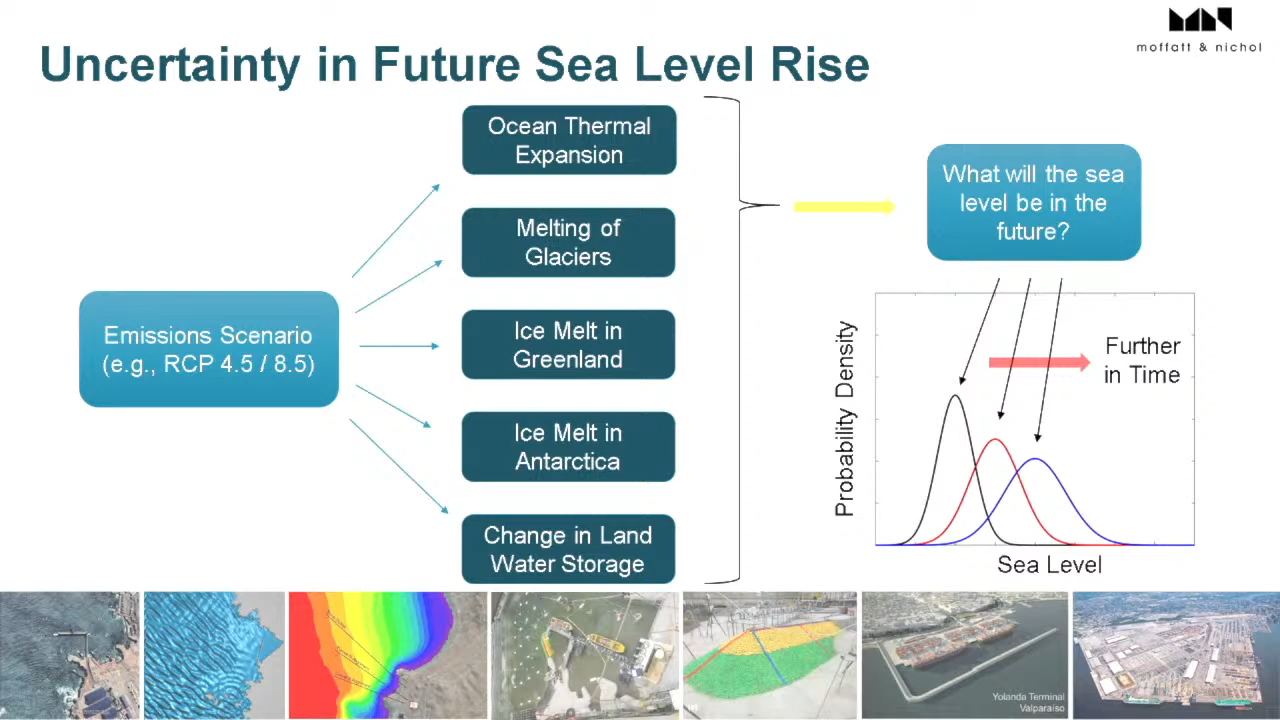 moffatt & nichol
Uncertainty in Future Sea Level Rise
Emissions Scenario
(e.g., RCP 4.5 / 8.5)
Ocean Thermal
Expansion
Melting of
Glaciers
Ice Melt in
Greenland
Ice Melt in
Antarctica
Change in Land
Water Storage
What will the sea
level be in the
future?
Further
in Time
Probability Density
Sea Level
Yolanda Terminal
Valparaíso